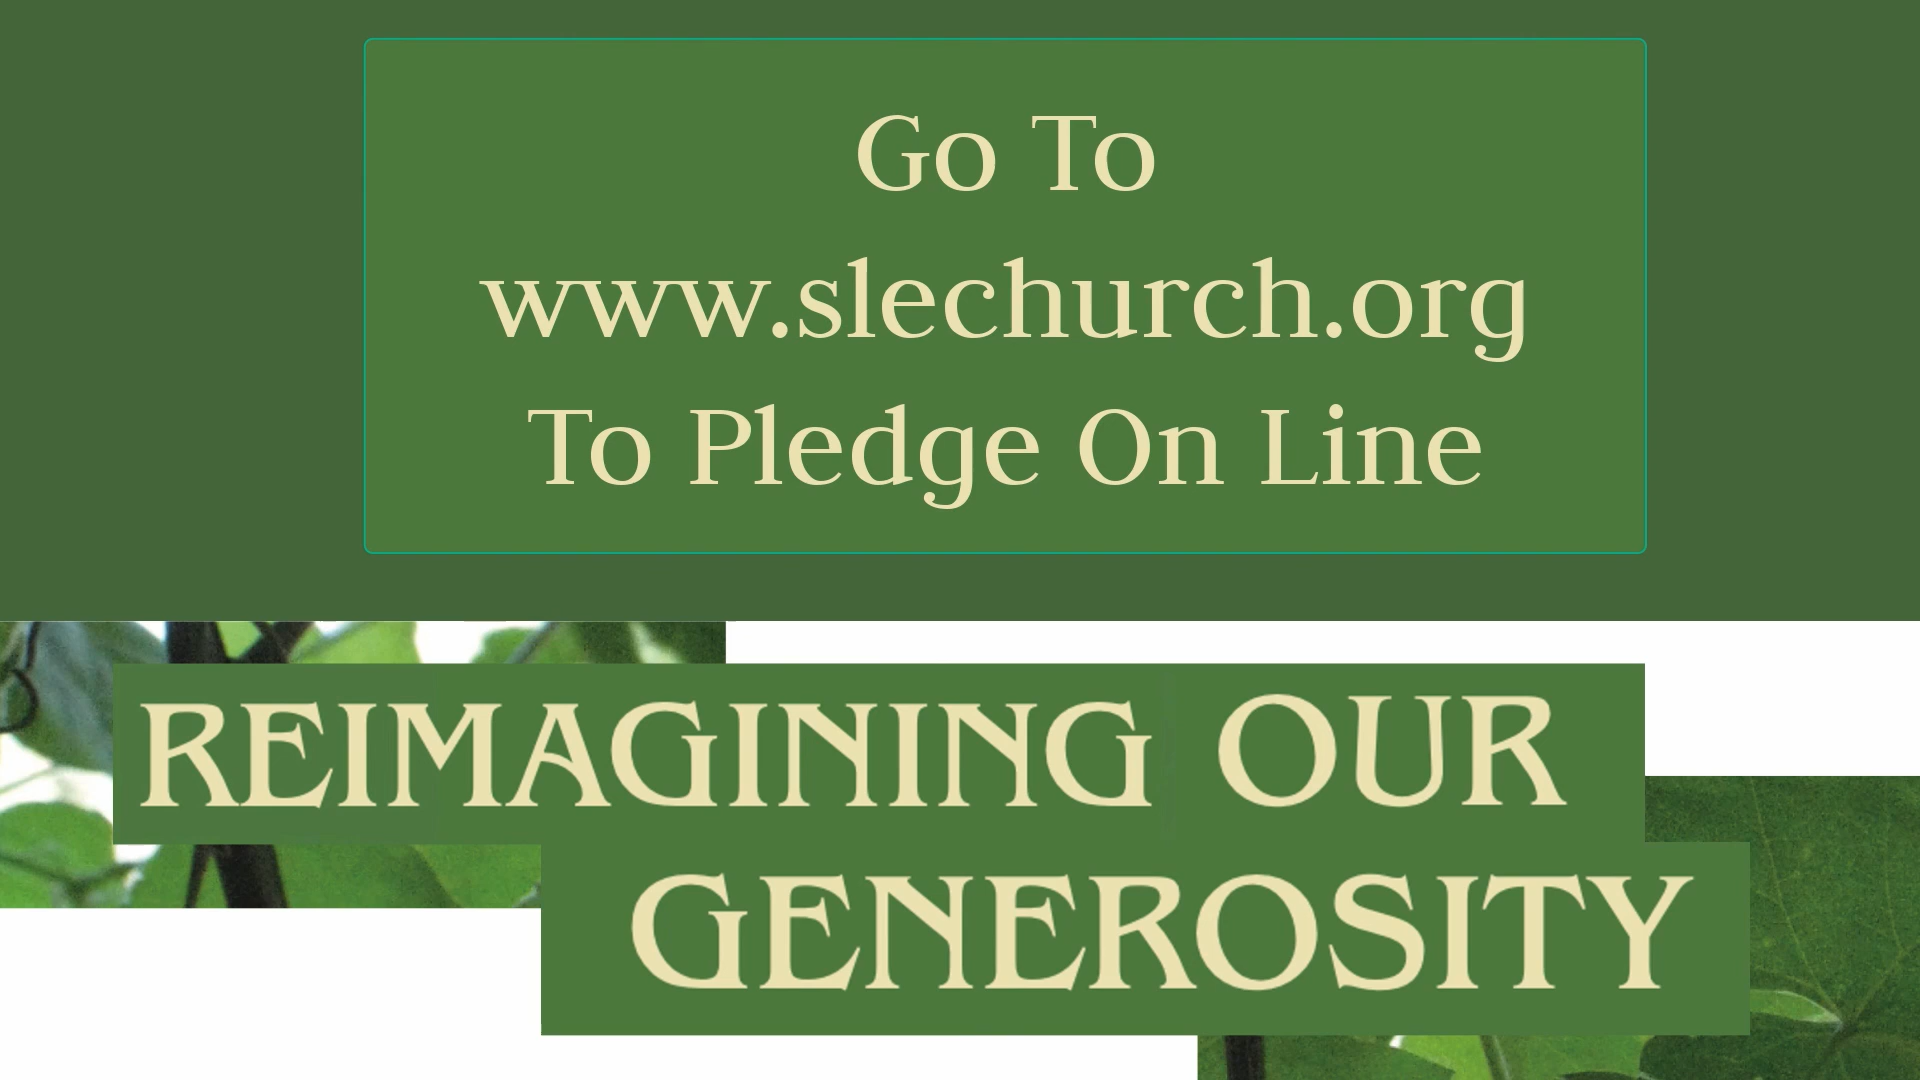 Go To
www.slechurch.org
To Pledge On Line
REIMAGINING OUR
GENEROSITY